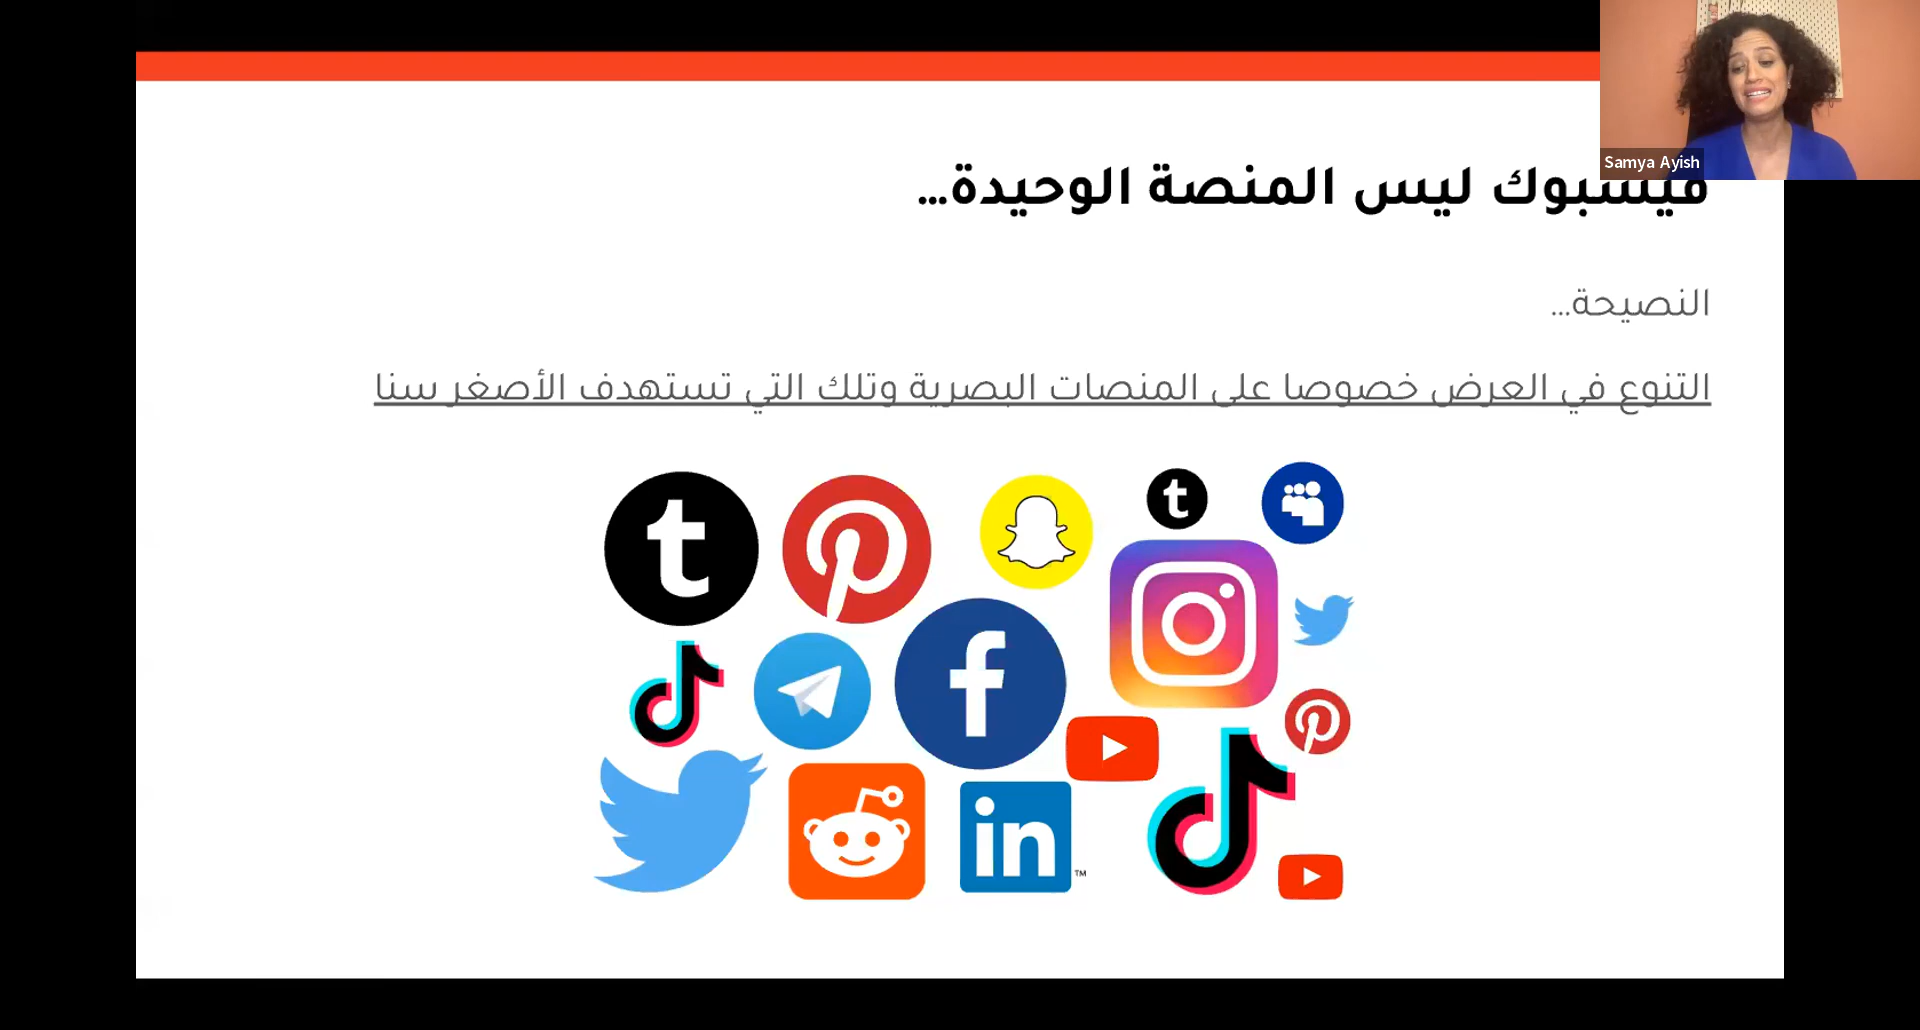 Samya Ayish
فيسبوك ليس المنصة الوحيدة...
النصيحة...
التنوع في العرض خصوصا على المنصات البصرية وتلك التي تستهدف الأصغر سنا
t
t
f
in
TM